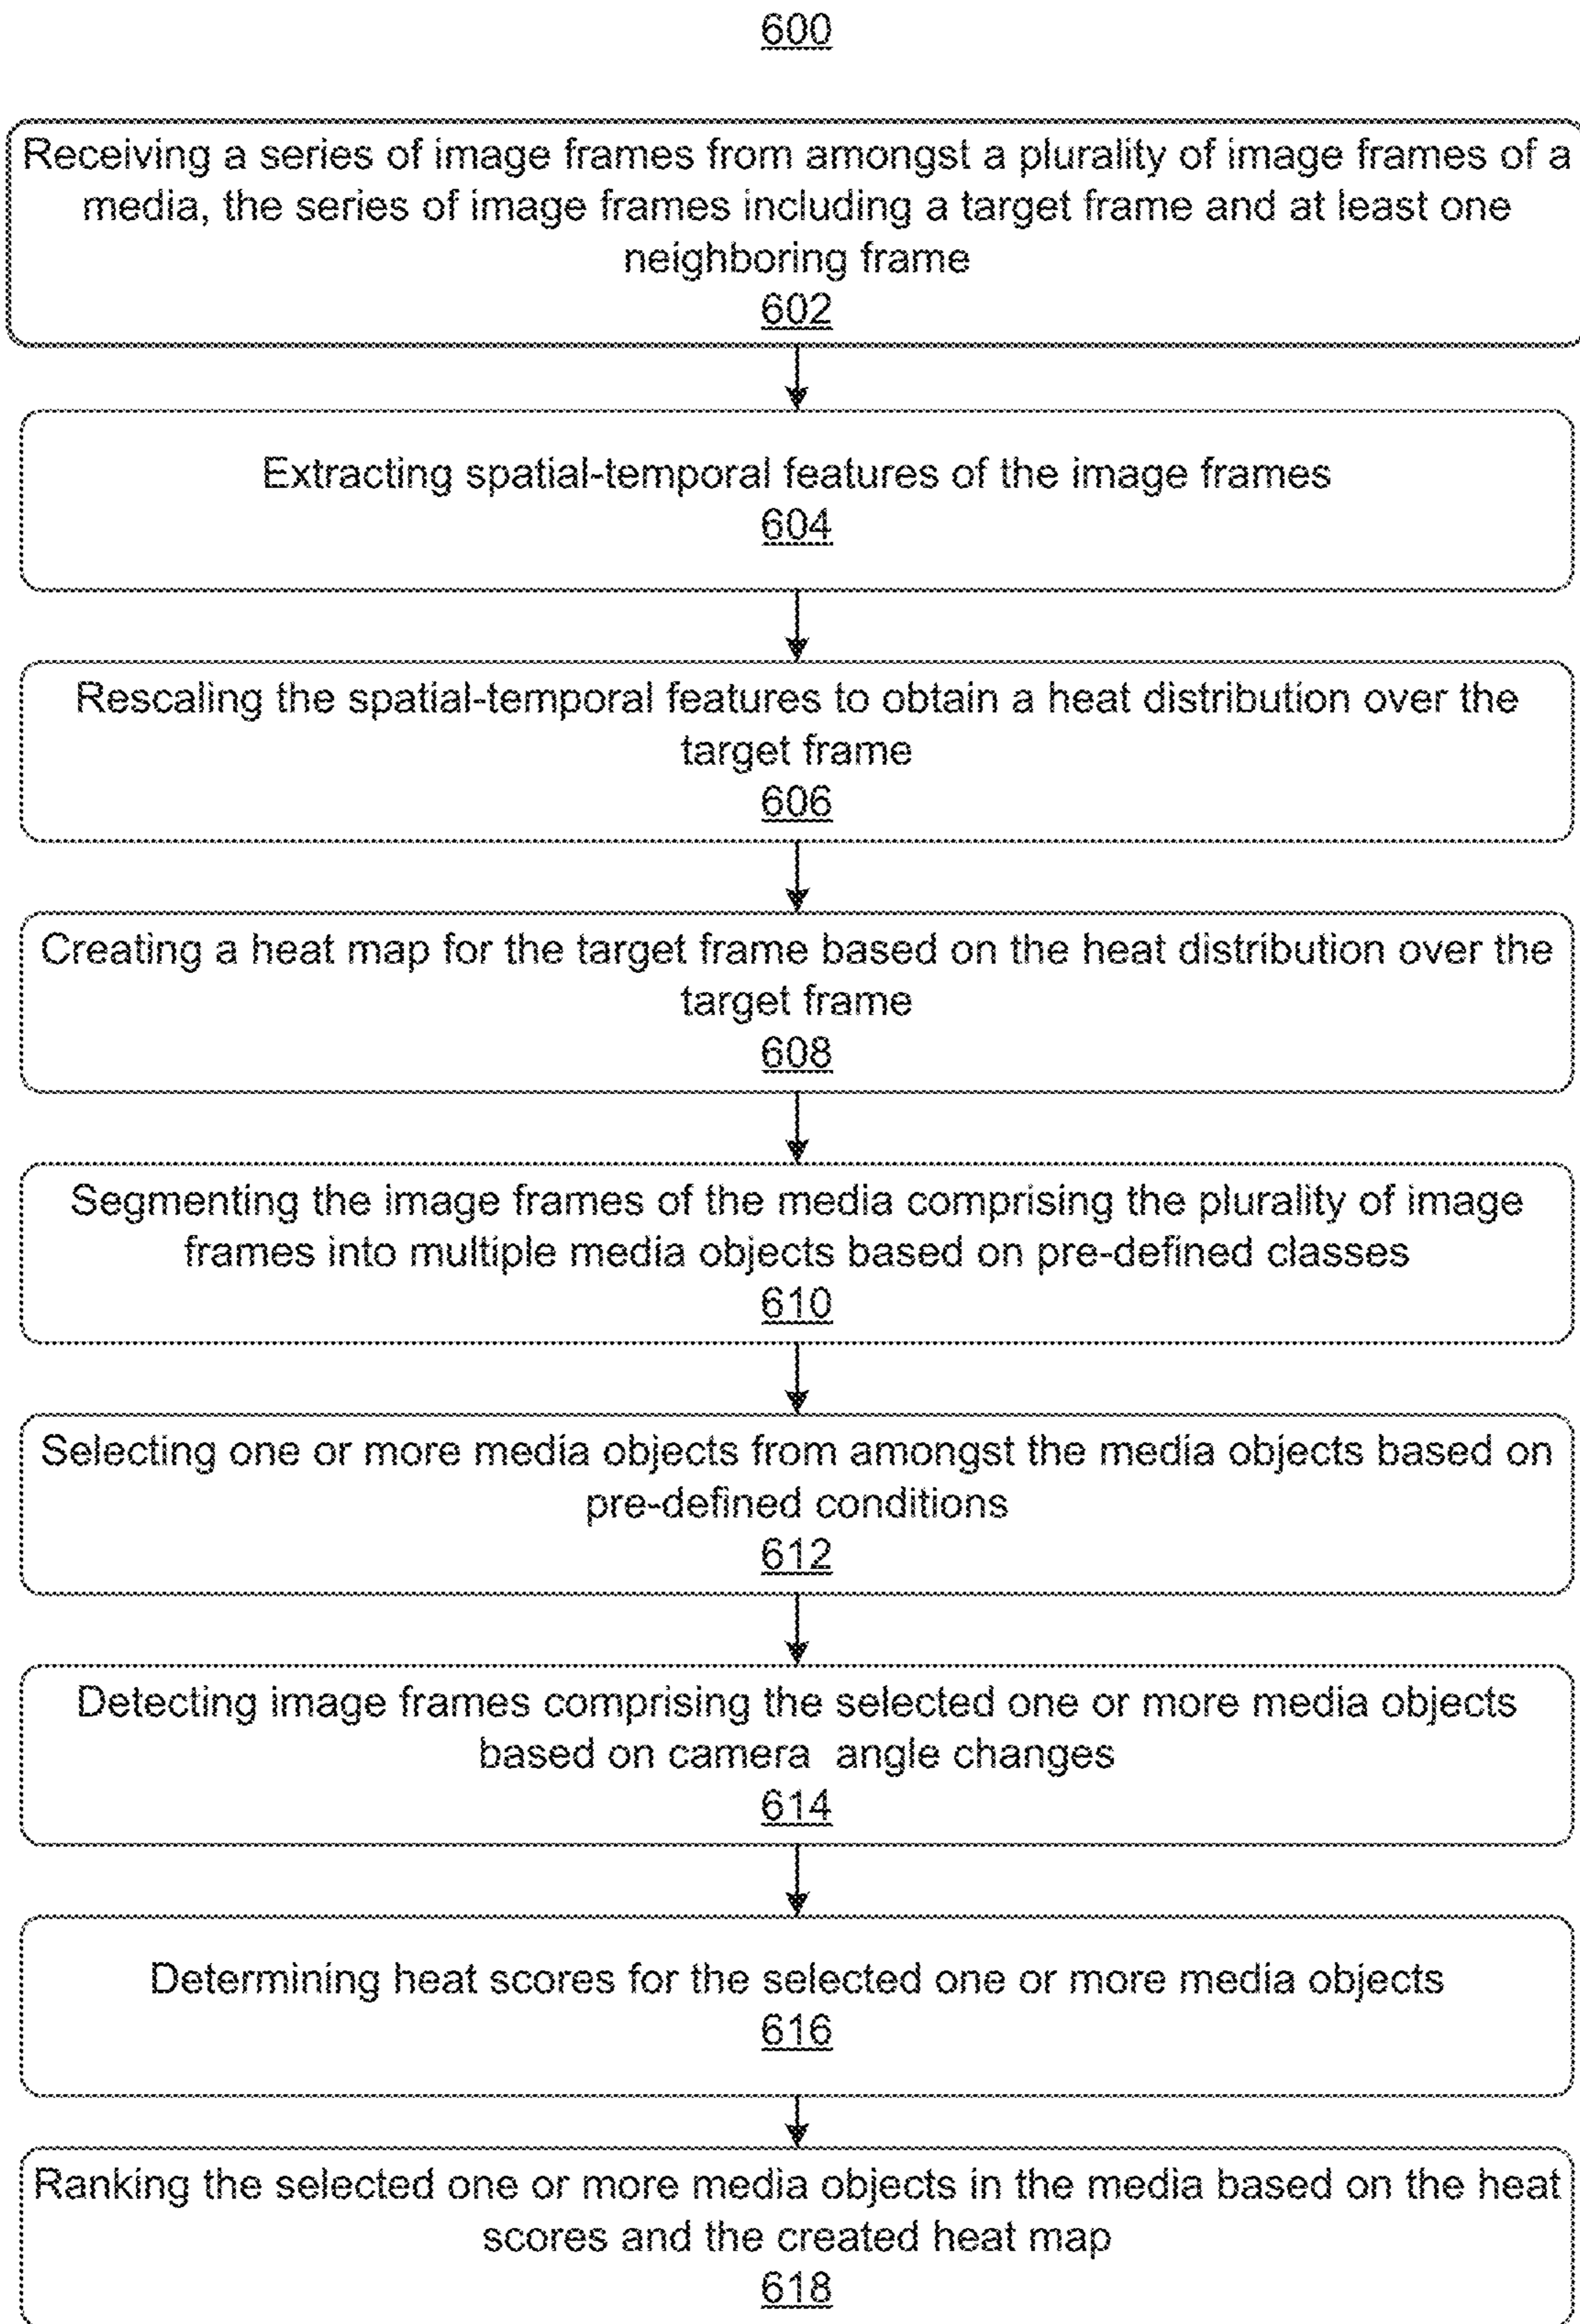 600
Receiving a series of image frames from amongst a plurality of image frames of a
media, the series of image frames including a target frame and at least one
neighboring frame
602
Extracting spatial-temporal features of the image frames
604
Rescaling the spatial-temporal features to obtain a heat distribution over the
target frame
606
Creating a heat map for the target frame based on the heat distribution over the
target frame
608
Segmenting the image frames of the media comprising the plurality of image
frames into multiple media objects based on pre-defined classes
610
Selecting one or more media objects from amongst the media objects based on
pre-defined conditions
612
Detecting image frames comprising the selected one or more media objects
based on camera angle changes
614
Determining heat scores for the selected one or more media objects
616
Ranking the selected one or more media objects in the media based on the heat
scores and the created heat map
618